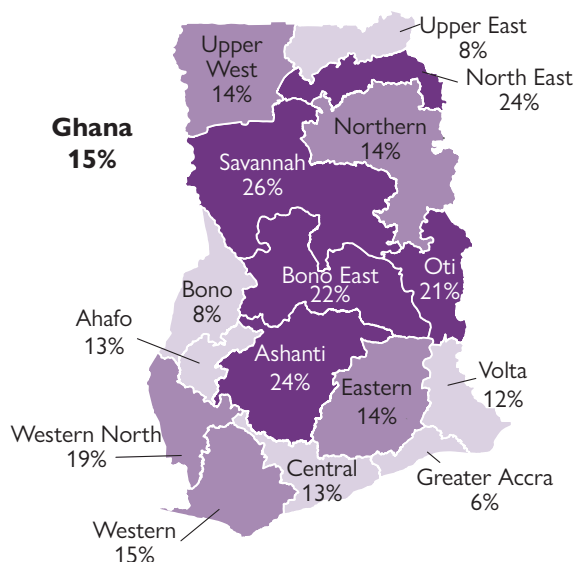 Upper East
8%
Upper
West
14%
North East
24%
Ghana
15%
Northern
14%
Savannah
26%
Oti
21%
Bono East
22%
Bono
8%
Ahafo
13%
Ashanti
24%
Volta
12%
Eastern
14%
Western North
19%
Central
13%
Greater Accra
6%
Western
15%